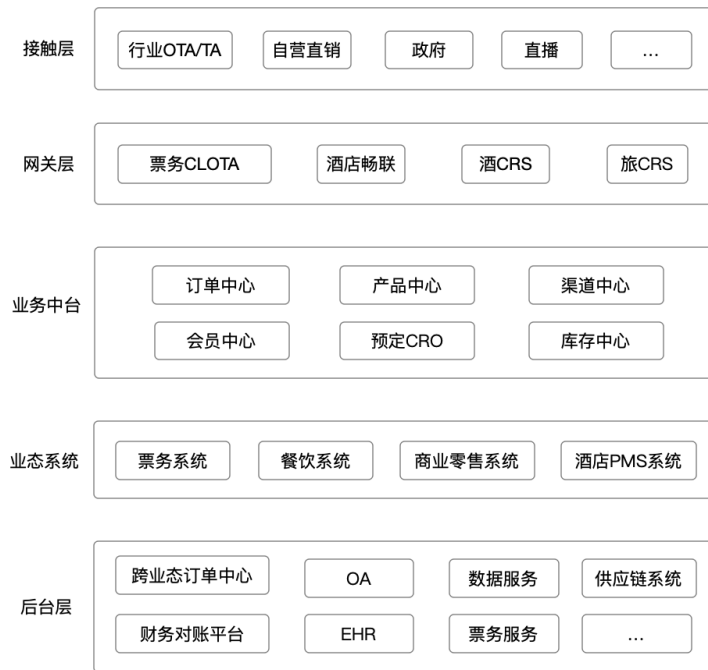 接触层
行业OTA/TA
自营直销
政府
直播
...
网关层
票务CLOTA
酒店畅联
酒CRS
旅CRS
业务中台
订单中心
产品中心
渠道中心
会员中心
预定CRO
库存中心
业态系统
票务系统
餐饮系统
商业零售系统
酒店PMS系统
后台层
跨业态订单中心
OA
数据服务
供应链系统
财务对账平台
EHR
票务服务
...